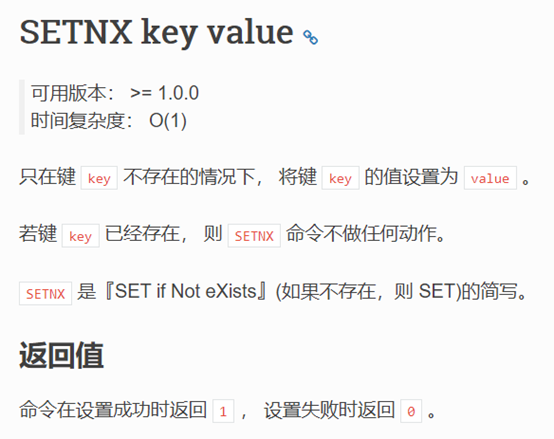 SETNX key value
可用版本： >= 1.0.0
时间复杂度： O(1)
只在键 key 不存在的情况下， 将键 key 的值设置为 value 。
若键 key 已经存在， 则 SETNX 命令不做任何动作。
SETNX 是『SET if Not eXists』(如果不存在，则 SET)的简写。
返回值
命令在设置成功时返回 1 ， 设置失败时返回 0 。